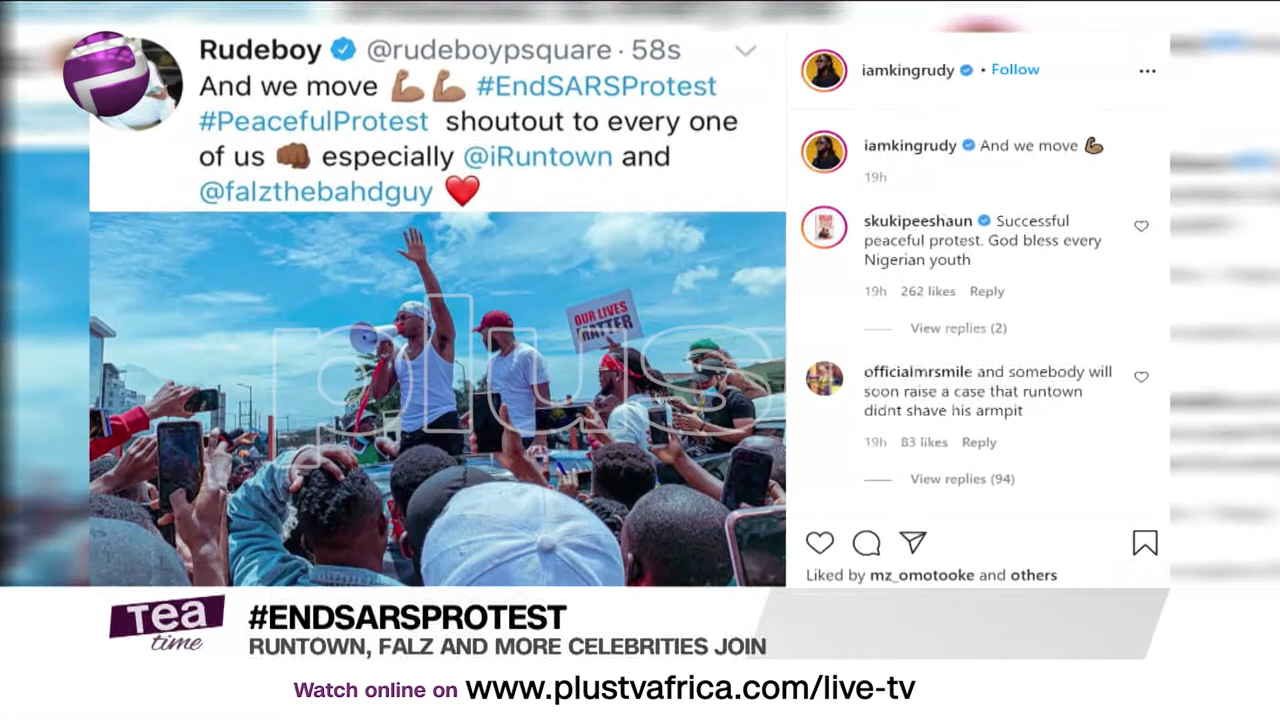 Rudeboy @rudeboypsquare · 58s
And we move 💪🏽💪🏽 #EndSARSProtest
#PeacefulProtest shoutout to every one
of us 👊🏾 especially @iRuntown and
@falzthebahdguy ❤️
OUR LIVES
MATTER
plus
iamkingrudy • Follow
iamkingrudy And we move 💪🏽
19h
skukipeeshaun Successful
peaceful protest. God bless every
Nigerian youth
19h 262 likes Reply
View replies (2)
officialmrsmile and somebody will
soon raise a case that runtown
didnt shave his armpit
19h 83 likes Reply
View replies (94)
Liked by mz_omotooke and others
Tea
time
#ENDSARSPROTEST
RUNTOWN, FALZ AND MORE CELEBRITIES JOIN
Watch online on www.plustvafrica.com/live-tv